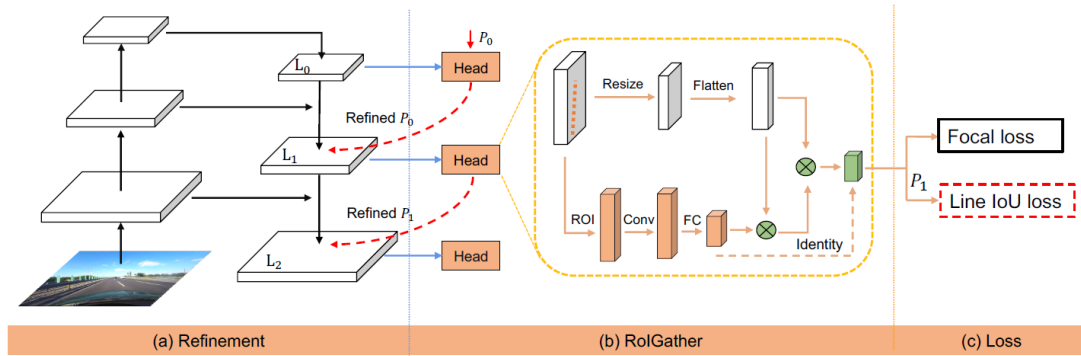 L₀
P₀
Head
Refined P₀
L₁
Head
Refined P₁
L₂
Head
Resize
Flatten
ROI
Conv
FC
Identity
Focal loss
P₁
Line IoU loss
(a) Refinement
(b) RoIGather
(c) Loss